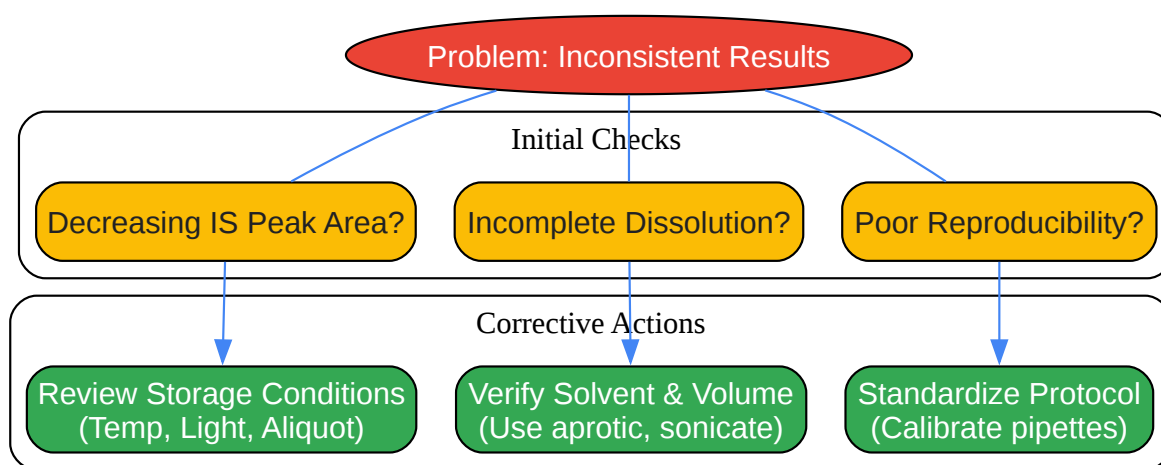 Problem: Inconsistent Results
Initial Checks
Decreasing IS Peak Area?
Incomplete Dissolution?
Poor Reproducibility?
Corrective Actions
Review Storage Conditions
(Temp, Light, Aliquot)
Verify Solvent & Volume
(Use aprotic, sonicate)
Standardize Protocol
(Calibrate pipettes)